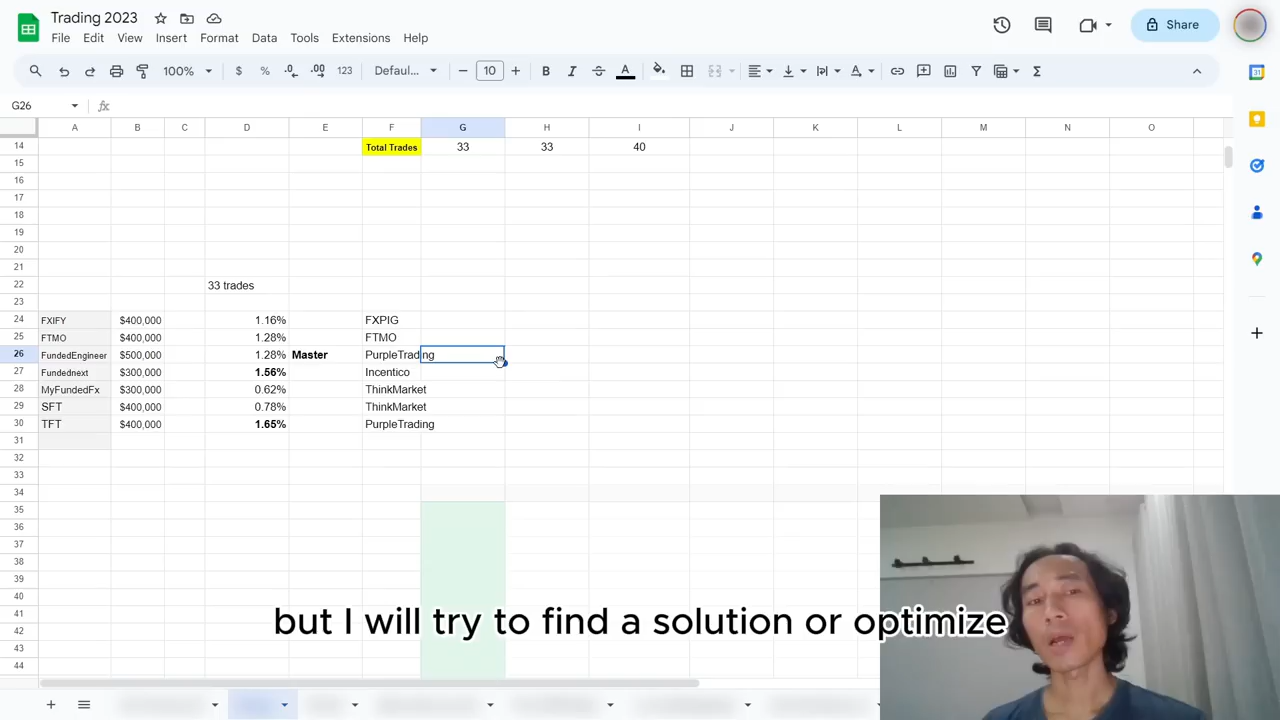 Trading 2023
File Edit View Insert Format Data Tools Extensions Help
Share
100% $ % .0 .00 123 Defaul... 10 B I S A
G26 fx
A B C D E F G H I J K L M N O
14 Total Trades 33 33 40
15
16
17
18
19
20
21
22 33 trades
23
24 FXIFY $400,000 1.16% FXPIG
25 FTMO $400,000 1.28% FTMO
26 FundedEngineer $500,000 1.28% Master PurpleTrading
27 Fundednext $300,000 1.56% Incentico
28 MyFundedFx $300,000 0.62% ThinkMarket
29 SFT $400,000 0.78% ThinkMarket
30 TFT $400,000 1.65% PurpleTrading
31
32
33
34
35
36
37
38
39
40
41
42
43
44
but I will try to find a solution or optimize